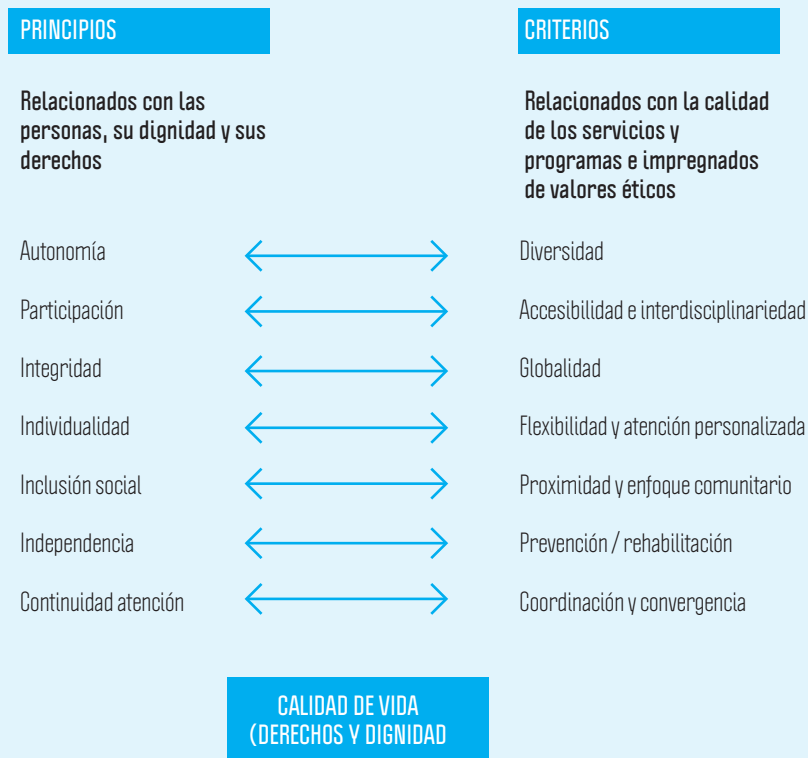 PRINCIPIOS
CRITERIOS
Relacionados con las
personas, su dignidad y sus
derechos
Relacionados con la calidad
de los servicios y
programas e impregnados
de valores éticos
Autonomía
Diversidad
Participación
Accesibilidad e interdisciplinariedad
Integridad
Globalidad
Individualidad
Flexibilidad y atención personalizada
Inclusión social
Proximidad y enfoque comunitario
Independencia
Prevención / rehabilitación
Continuidad atención
Coordinación y convergencia
CALIDAD DE VIDA
(DERECHOS Y DIGNIDAD